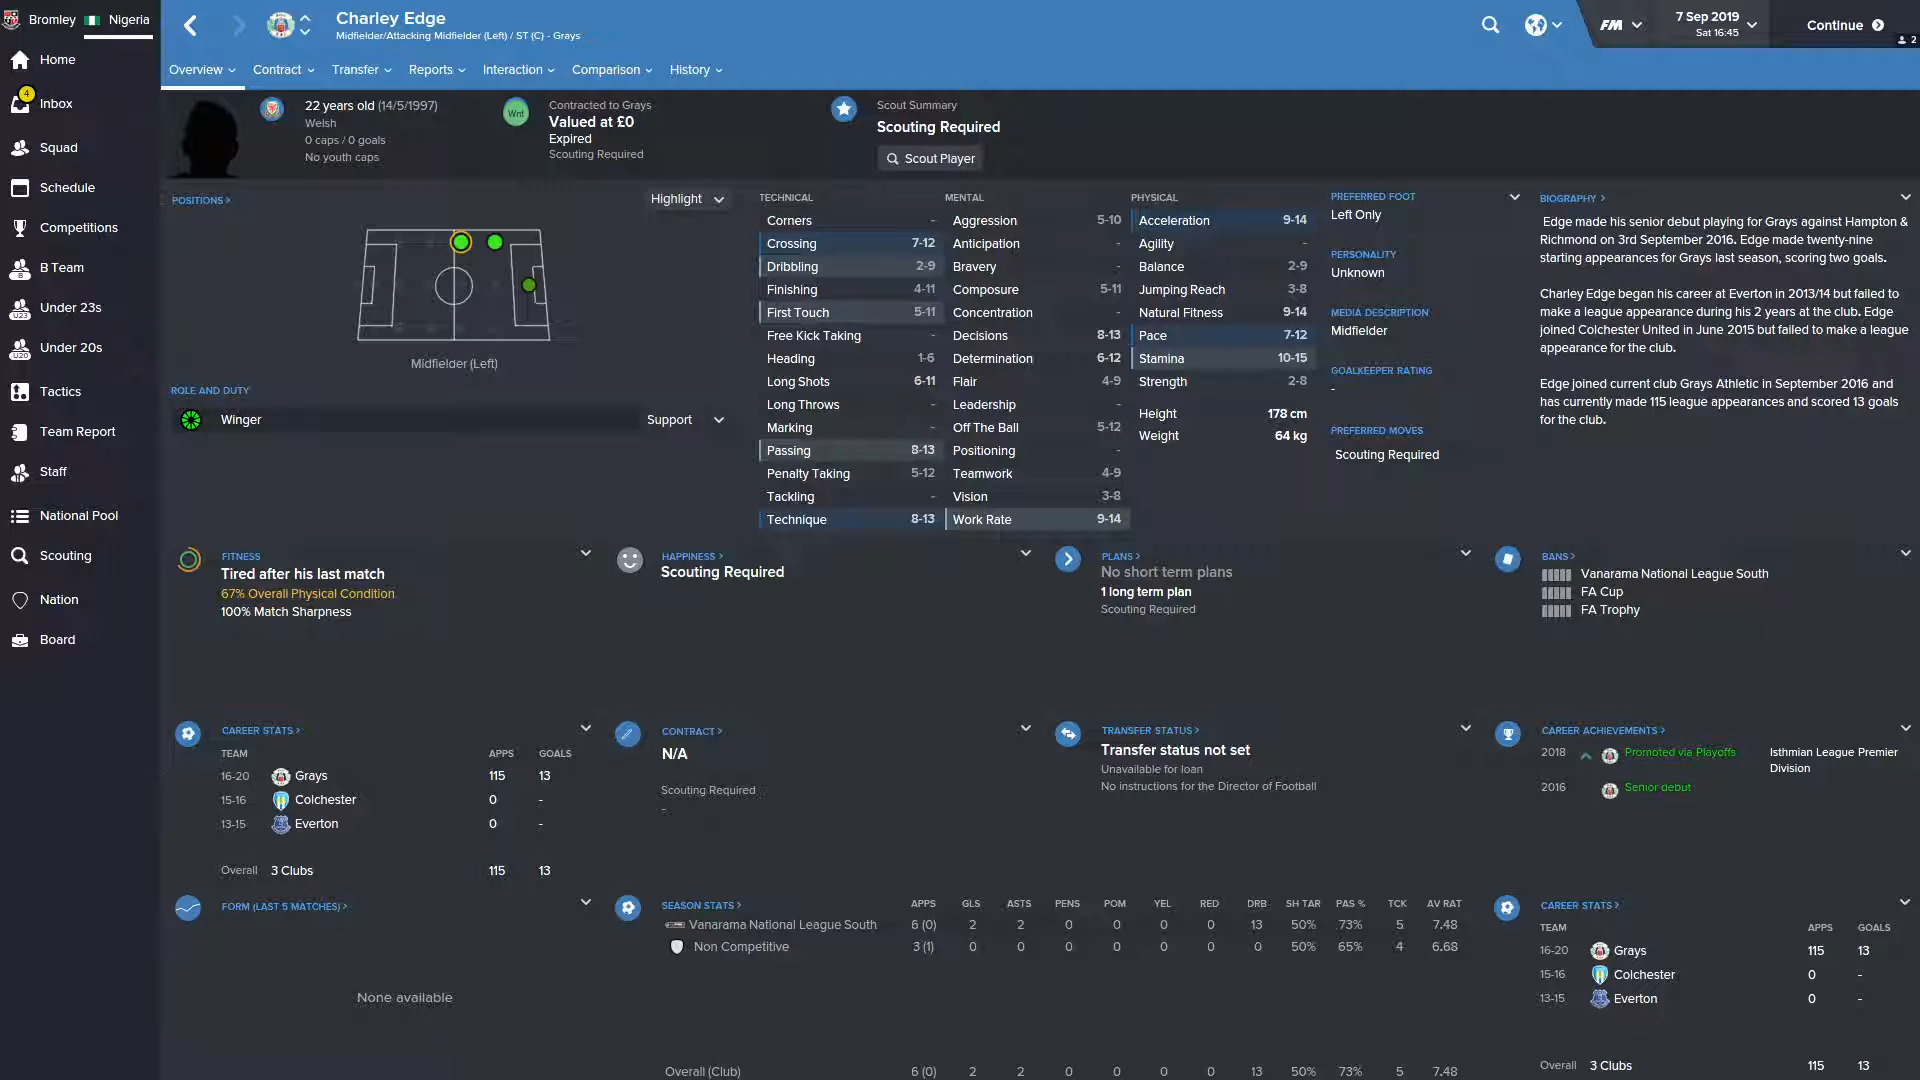 Bromley
Nigeria
Charley Edge
Midfielder/Attacking Midfielder (Left) / ST (C) - Grays
FM
7 Sep 2019
Sat 16:45
Continue
2
Overview
Contract
Transfer
Reports
Interaction
Comparison
History
Home
4
Inbox
Squad
Schedule
Competitions
B
B Team
U23
Under 23s
U20
Under 20s
Tactics
Team Report
Staff
National Pool
Scouting
Nation
Board
22 years old (14/5/1997)
Welsh
0 caps / 0 goals
No youth caps
Wnt
Contracted to Grays
Valued at £0
Expired
Scouting Required
Scout Summary
Scouting Required
Scout Player
POSITIONS >
Highlight
Midfielder (Left)
ROLE AND DUTY
Winger
Support
TECHNICAL
Corners -
Crossing 7-12
Dribbling 2-9
Finishing 4-11
First Touch 5-11
Free Kick Taking -
Heading 1-6
Long Shots 6-11
Long Throws -
Marking -
Passing 8-13
Penalty Taking 5-12
Tackling -
Technique 8-13
MENTAL
Aggression 5-10
Anticipation -
Bravery -
Composure 5-11
Concentration -
Decisions 8-13
Determination 6-12
Flair 4-9
Leadership -
Off The Ball 5-12
Positioning -
Teamwork 4-9
Vision 3-8
Work Rate 9-14
PHYSICAL
Acceleration 9-14
Agility -
Balance 2-9
Jumping Reach 3-8
Natural Fitness 9-14
Pace 7-12
Stamina 10-15
Strength 2-8
Height 178 cm
Weight 64 kg
PREFERRED FOOT
Left Only
PERSONALITY
Unknown
MEDIA DESCRIPTION
Midfielder
GOALKEEPER RATING
-
PREFERRED MOVES
Scouting Required
BIOGRAPHY >
Edge made his senior debut playing for Grays against Hampton &
Richmond on 3rd September 2016. Edge made twenty-nine
starting appearances for Grays last season, scoring two goals.
Charley Edge began his career at Everton in 2013/14 but failed to
make a league appearance during his 2 years at the club. Edge
joined Colchester United in June 2015 but failed to make a league
appearance for the club.
Edge joined current club Grays Athletic in September 2016 and
has currently made 115 league appearances and scored 13 goals
for the club.
FITNESS
Tired after his last match
67% Overall Physical Condition
100% Match Sharpness
HAPPINESS >
Scouting Required
PLANS >
No short term plans
1 long term plan
Scouting Required
BANS >
Vanarama National League South
FA Cup
FA Trophy
CAREER STATS >
TEAM APPS GOALS
16-20 Grays 115 13
15-16 Colchester 0 -
13-15 Everton 0 -
Overall 3 Clubs 115 13
CONTRACT >
N/A
Scouting Required
-
TRANSFER STATUS >
Transfer status not set
Unavailable for loan
No instructions for the Director of Football
CAREER ACHIEVEMENTS >
2018 Promoted via Playoffs Isthmian League Premier
Division
2016 Senior debut
FORM (LAST 5 MATCHES) >
None available
SEASON STATS > APPS GLS ASTS PENS POM YEL RED DRB SH TAR PAS % TCK AV RAT
Vanarama National League South 6 (0) 2 2 0 0 0 0 13 50% 73% 5 7.48
Non Competitive 3 (1) 0 0 0 0 0 0 0 50% 65% 4 6.68
Overall (Club) 6 (0) 2 2 0 0 0 0 13 50% 73% 5 7.48
CAREER STATS >
TEAM APPS GOALS
16-20 Grays 115 13
15-16 Colchester 0 -
13-15 Everton 0 -
Overall 3 Clubs 115 13